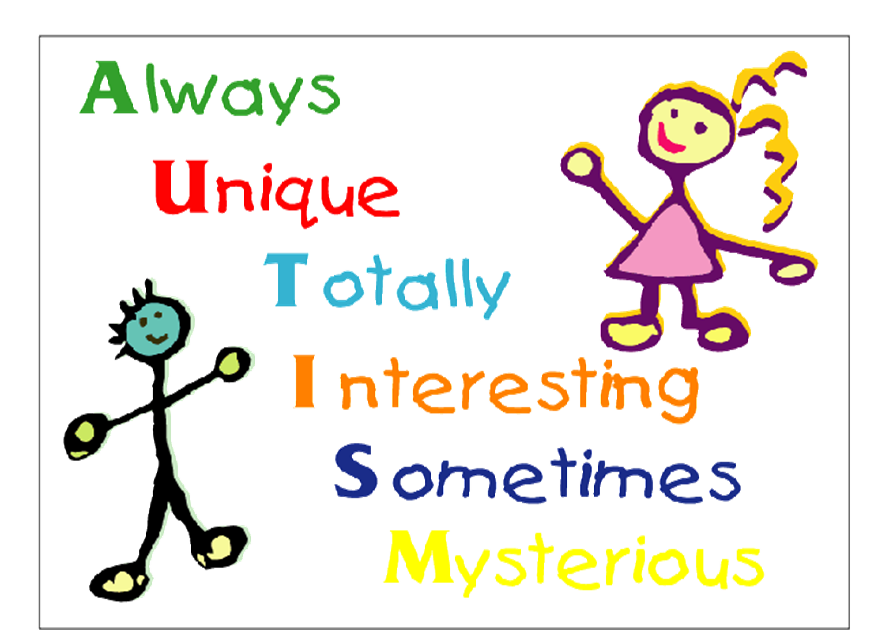 Always
Unique
Totally
Interesting
Sometimes
Mysterious